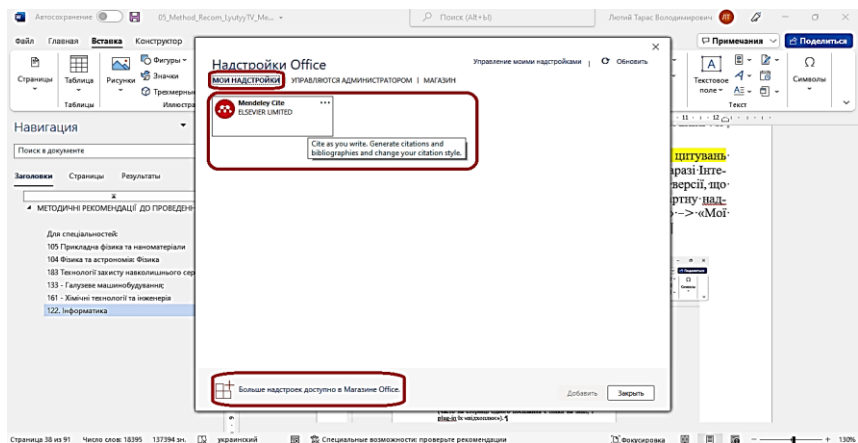 Автосохранение
05_Method_Recom_LyutyyTV_Me...
Поиск (Alt+Ы)
Лютий Тарас Володимирович
ЛТ
Файл Главная Вставка Конструктор
Примечания
Поделиться
Страницы
Таблица
Рисунки
Фигуры
Значки
Трехмерны
Таблицы
Иллюстра
Текстовое поле
Символы
Текст
Надстройки Office
Управление моими надстройками | Обновить
МОИ НАДСТРОЙКИ УПРАВЛЯЮТСЯ АДМИНИСТРАТОРОМ | МАГАЗИН
Mendeley Cite
ELSEVIER LIMITED
Cite as you write. Generate citations and
bibliographies and change your citation style.
Больше надстроек доступно в Магазине Office.
Добавить
Закрыть
Навигация
Поиск в документе
Заголовки Страницы Результаты
МЕТОДИЧНІ РЕКОМЕНДАЦІЇ ДО ПРОВЕДЕНН
Для спеціальностей:
105 Прикладна фізика та наноматеріали
104 Фізика та астрономія: Фізика
183 Технології захисту навколишнього сер
133 - Галузеве машинобудування;
161 - Хімічні технології та інженерія
122. Інформатика
11 12
цитувань
аразі Інте-
версії, що
ртну над-
–> «Мої
Страница 38 из 91 Число слов: 18395 137394 зн. украинский Специальные возможности: проверьте рекомендации Фокусировка 130%